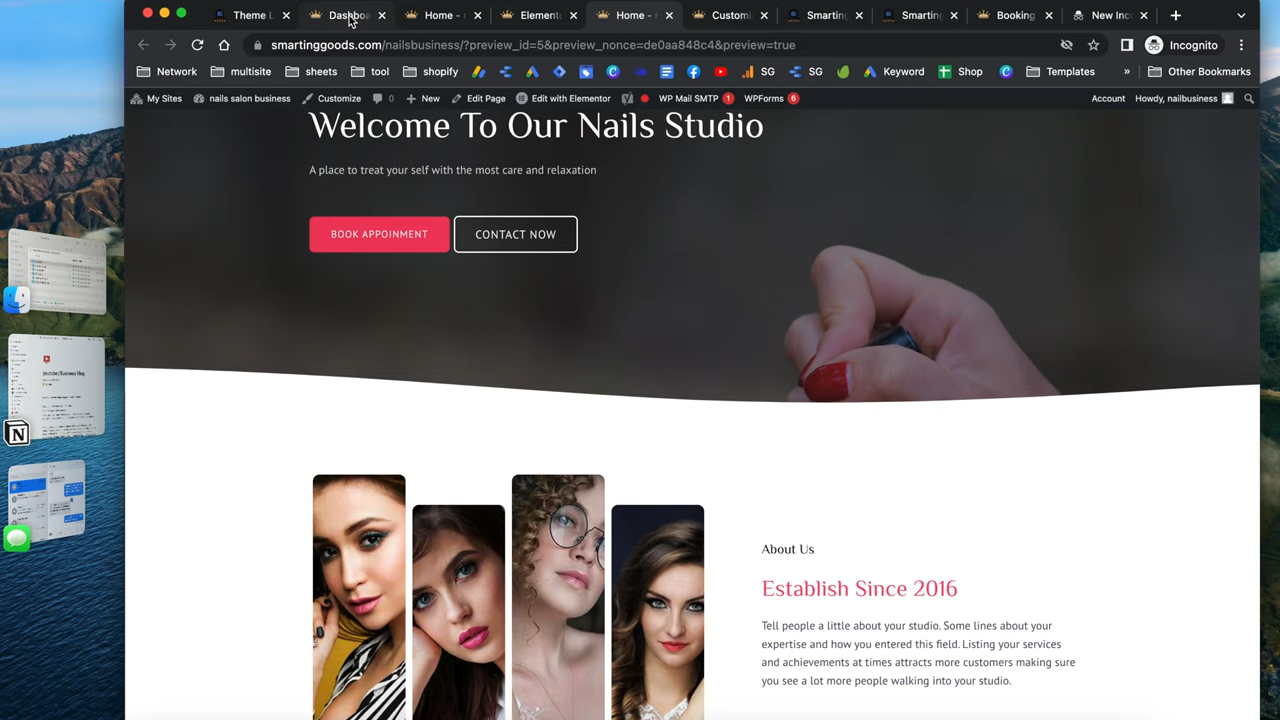 Theme L
Dashboa
Home -
Element
Home -
Customi
Smarting
Smarting
Booking
New Inc
smartinggoods.com/nailsbusiness/?preview_id=5&preview_nonce=de0aa848c4&preview=true
Incognito
Network
multisite
sheets
tool
shopify
SG
SG
Keyword
Shop
Templates
»
Other Bookmarks
My Sites
nails salon business
Customize
0
New
Edit Page
Edit with Elementor
WP Mail SMTP 1
WPForms 6
Account
Howdy, nailbusiness
Welcome To Our Nails Studio
A place to treat your self with the most care and relaxation
BOOK APPOINMENT
CONTACT NOW
About Us
Establish Since 2016
Tell people a little about your studio. Some lines about your
expertise and how you entered this field. Listing your services
and achievements at times attracts more customers making sure
you see a lot more people walking into your studio.